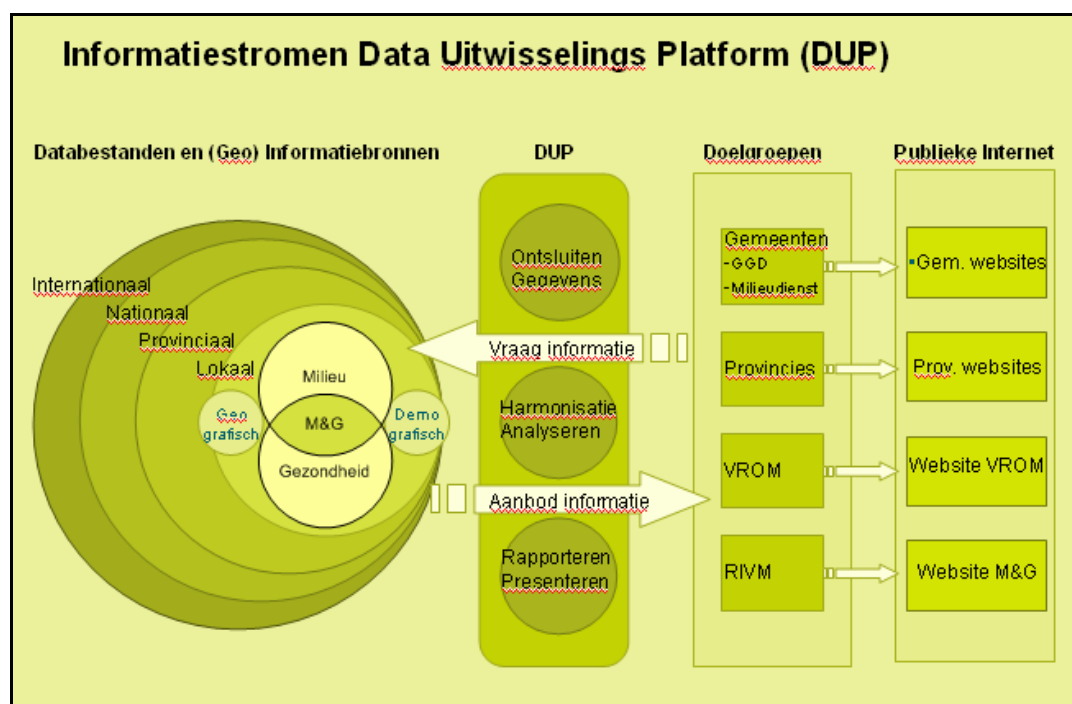 Informatiestromen Data Uitwisselings Platform (DUP)
Databestanden en (Geo) Informatiebronnen
DUP
Doelgroepen
Publieke Internet
Internationaal
Nationaal
Provinciaal
Lokaal
Milieu
M&G
Gezondheid
Geo
grafisch
Demo
grafisch
Ontsluiten
Gegevens
Vraag informatie
Harmonisatie
Analyseren
Aanbod informatie
Rapporteren
Presenteren
Gemeenten
-GGD
-Milieudienst
Provincies
VROM
RIVM
▪Gem. websites
Prov. websites
Website VROM
Website M&G